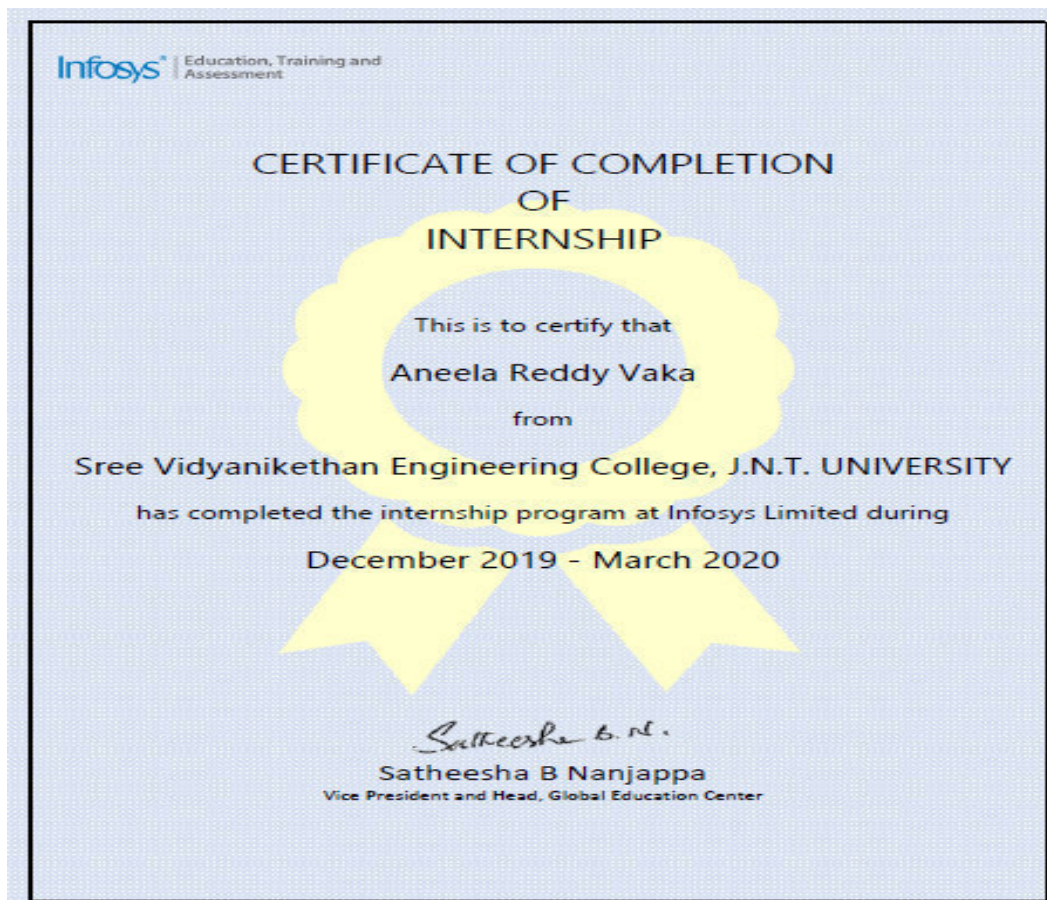 Infosys® | Education, Training and
Assessment
CERTIFICATE OF COMPLETION
OF
INTERNSHIP
This is to certify that
Aneela Reddy Vaka
from
Sree Vidyanikethan Engineering College, J.N.T. UNIVERSITY
has completed the internship program at Infosys Limited during
December 2019 - March 2020
Satheesha B. N.
Satheesha B Nanjappa
Vice President and Head, Global Education Center